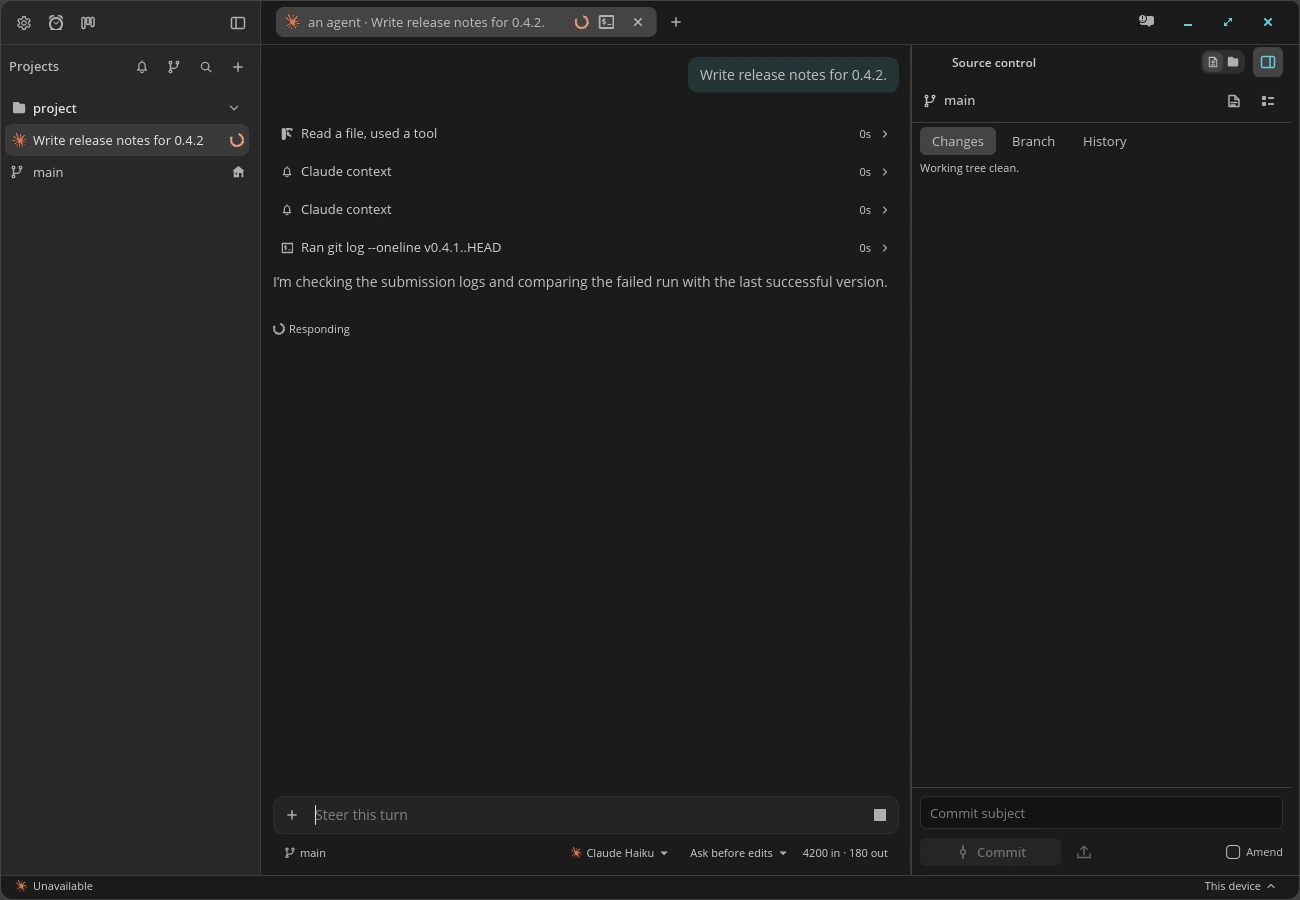 an agent · Write release notes for 0.4.2.
Projects
project
Write release notes for 0.4.2
main
Write release notes for 0.4.2.
Read a file, used a tool
0s
Claude context
0s
Claude context
0s
Ran git log --oneline v0.4.1..HEAD
0s
I’m checking the submission logs and comparing the failed run with the last successful version.
Responding
Steer this turn
main
Claude Haiku
Ask before edits
4200 in · 180 out
Source control
main
Changes
Branch
History
Working tree clean.
Commit subject
Commit
Amend
Unavailable
This device